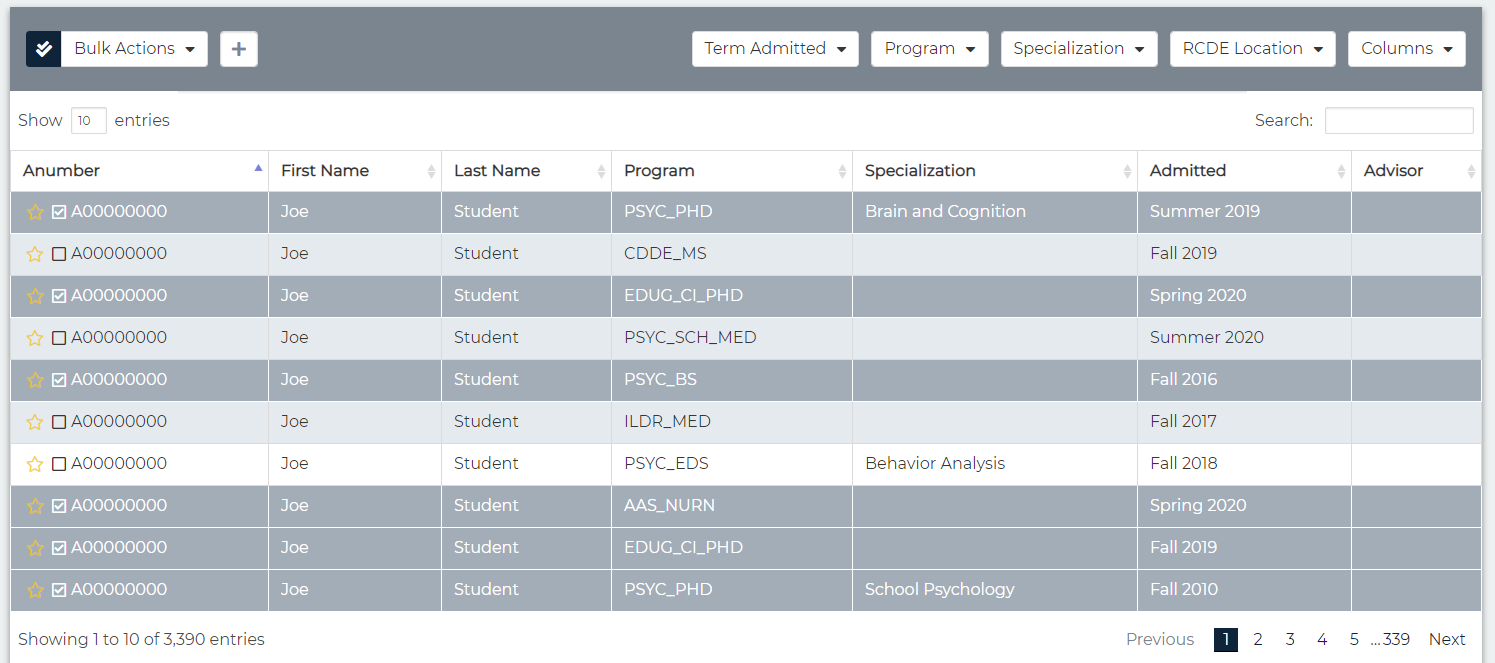 Bulk Actions + Term Admitted Program Specialization RCDE Location Columns
Show 10 entries Search:
Anumber First Name Last Name Program Specialization Admitted Advisor
A00000000 Joe Student PSYC_PHD Brain and Cognition Summer 2019
A00000000 Joe Student CDDE_MS Fall 2019
A00000000 Joe Student EDUG_CI_PHD Spring 2020
A00000000 Joe Student PSYC_SCH_MED Summer 2020
A00000000 Joe Student PSYC_BS Fall 2016
A00000000 Joe Student ILDR_MED Fall 2017
A00000000 Joe Student PSYC_EDS Behavior Analysis Fall 2018
A00000000 Joe Student AAS_NURN Spring 2020
A00000000 Joe Student EDUG_CI_PHD Fall 2019
A00000000 Joe Student PSYC_PHD School Psychology Fall 2010
Showing 1 to 10 of 3,390 entries Previous 1 2 3 4 5 ...339 Next